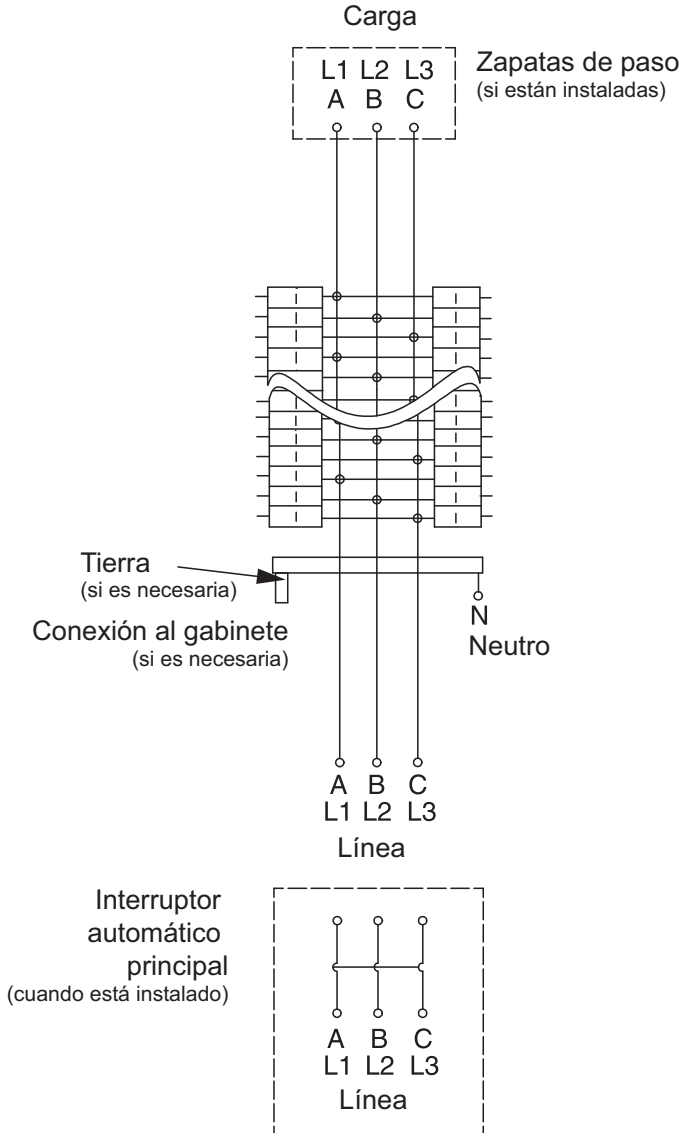 Carga
L1 L2 L3
A B C
Zapatas de paso
(si están instaladas)
Tierra
(si es necesaria)
Conexión al gabinete
(si es necesaria)
N
Neutro
A B C
L1 L2 L3
Línea
Interruptor
automático
principal
(cuando está instalado)
A B C
L1 L2 L3
Línea